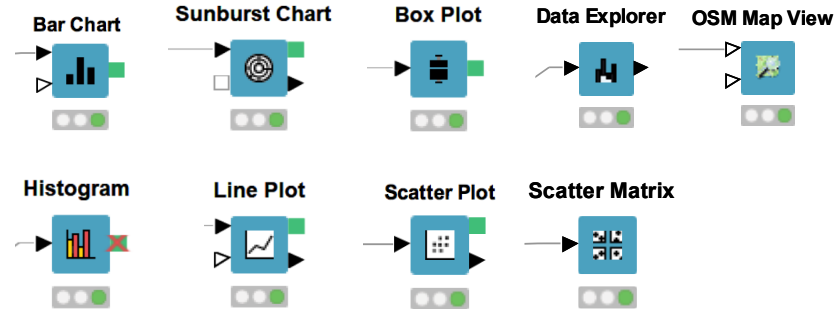 Bar Chart
Sunburst Chart
Box Plot
Data Explorer
OSM Map View
Histogram
Line Plot
Scatter Plot
Scatter Matrix